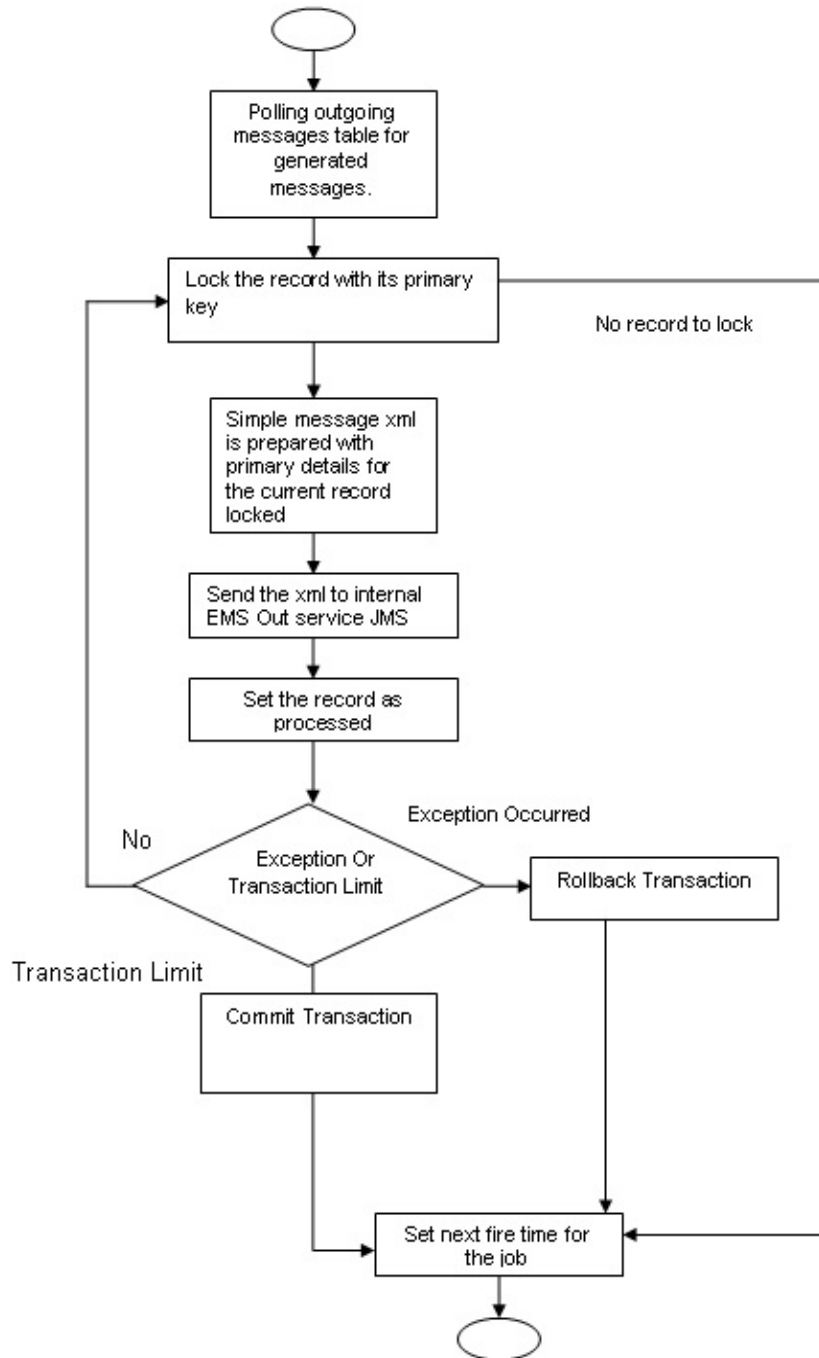 Polling outgoing
messages table for
generated
messages.
Lock the record with its primary
key
No record to lock
Simple message xml
is prepared with
primary details for
the current record
locked
Send the xml to internal
EMS Out service JMS
Set the record as
processed
Exception Occurred
No
Exception Or
Transaction Limit
Rollback Transaction
Transaction Limit
Commit Transaction
Set next fire time for
the job